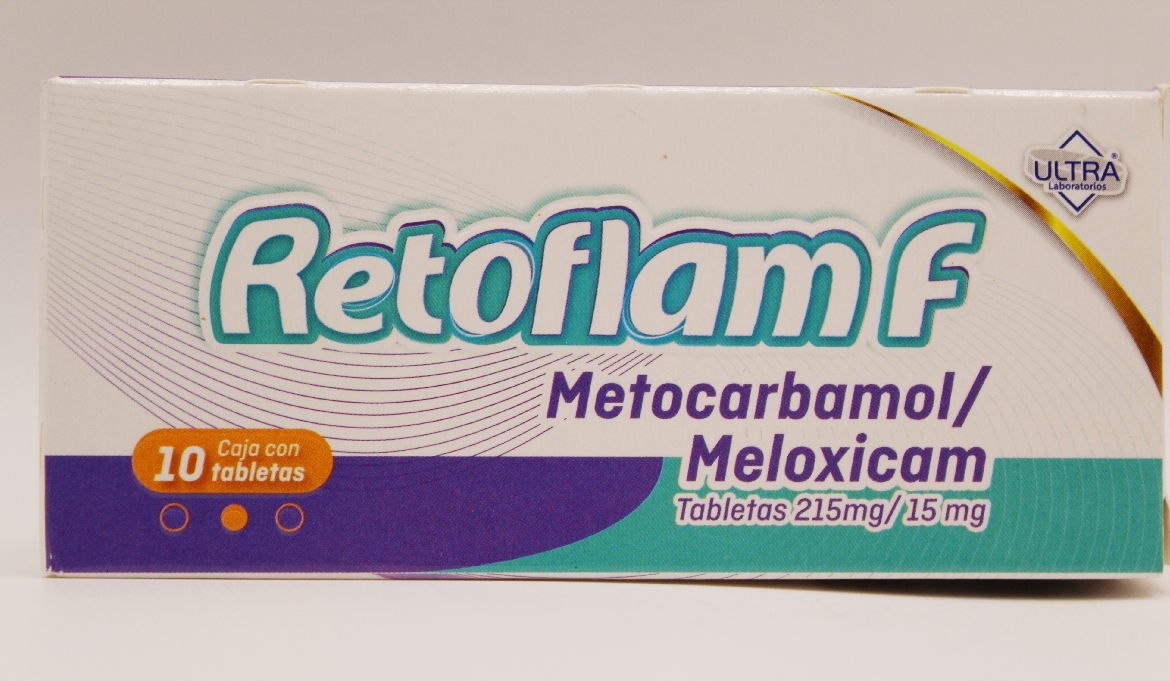 ULTRA®
Laboratorios
Retoflam F
Metocarbamol/
Meloxicam
Tabletas 215mg/ 15 mg
10 Caja con
tabletas